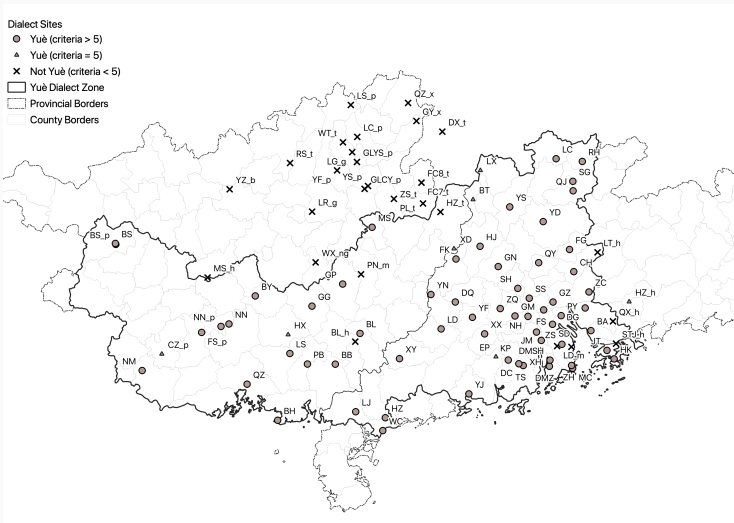 Dialect Sites
Yuè (criteria > 5)
Yuè (criteria = 5)
Not Yuè (criteria < 5)
Yuè Dialect Zone
Provincial Borders
County Borders
LS_p
QZ_x
GY_x
DX_t
LC_p
WT_t
GLYS_p
RS_t
LG_g
YS_p
YF_p
GLCY_p
YZ_b
FC8_t
FC7_t
ZS_t
PL_t
HZ_t
LR_g
MS
LX
BT
LC
RH
SG
QJ
YS
YD
BS_p
BS
MS_h
WX_ng
GP
PN_m
BY
GG
FK
XD
HJ
GN
QY
FG
LT_h
CH
ZC
HZ_h
YN
DQ
SH
SS
ZQ
GM
GZ
PY
DG
QX_h
BA
NN_p
NN
FS_p
HX
BL_h
BL
LD
YF
XX
NH
FS
ZS
SD
JM
JT
STJ_h
HK
CZ_p
LS
PB
BB
XY
EP
KP
DMSH
XH
LD_m
NM
QZ
DC
TS
DMZ
ZH
MC
BH
LJ
HZ
WC
YJ